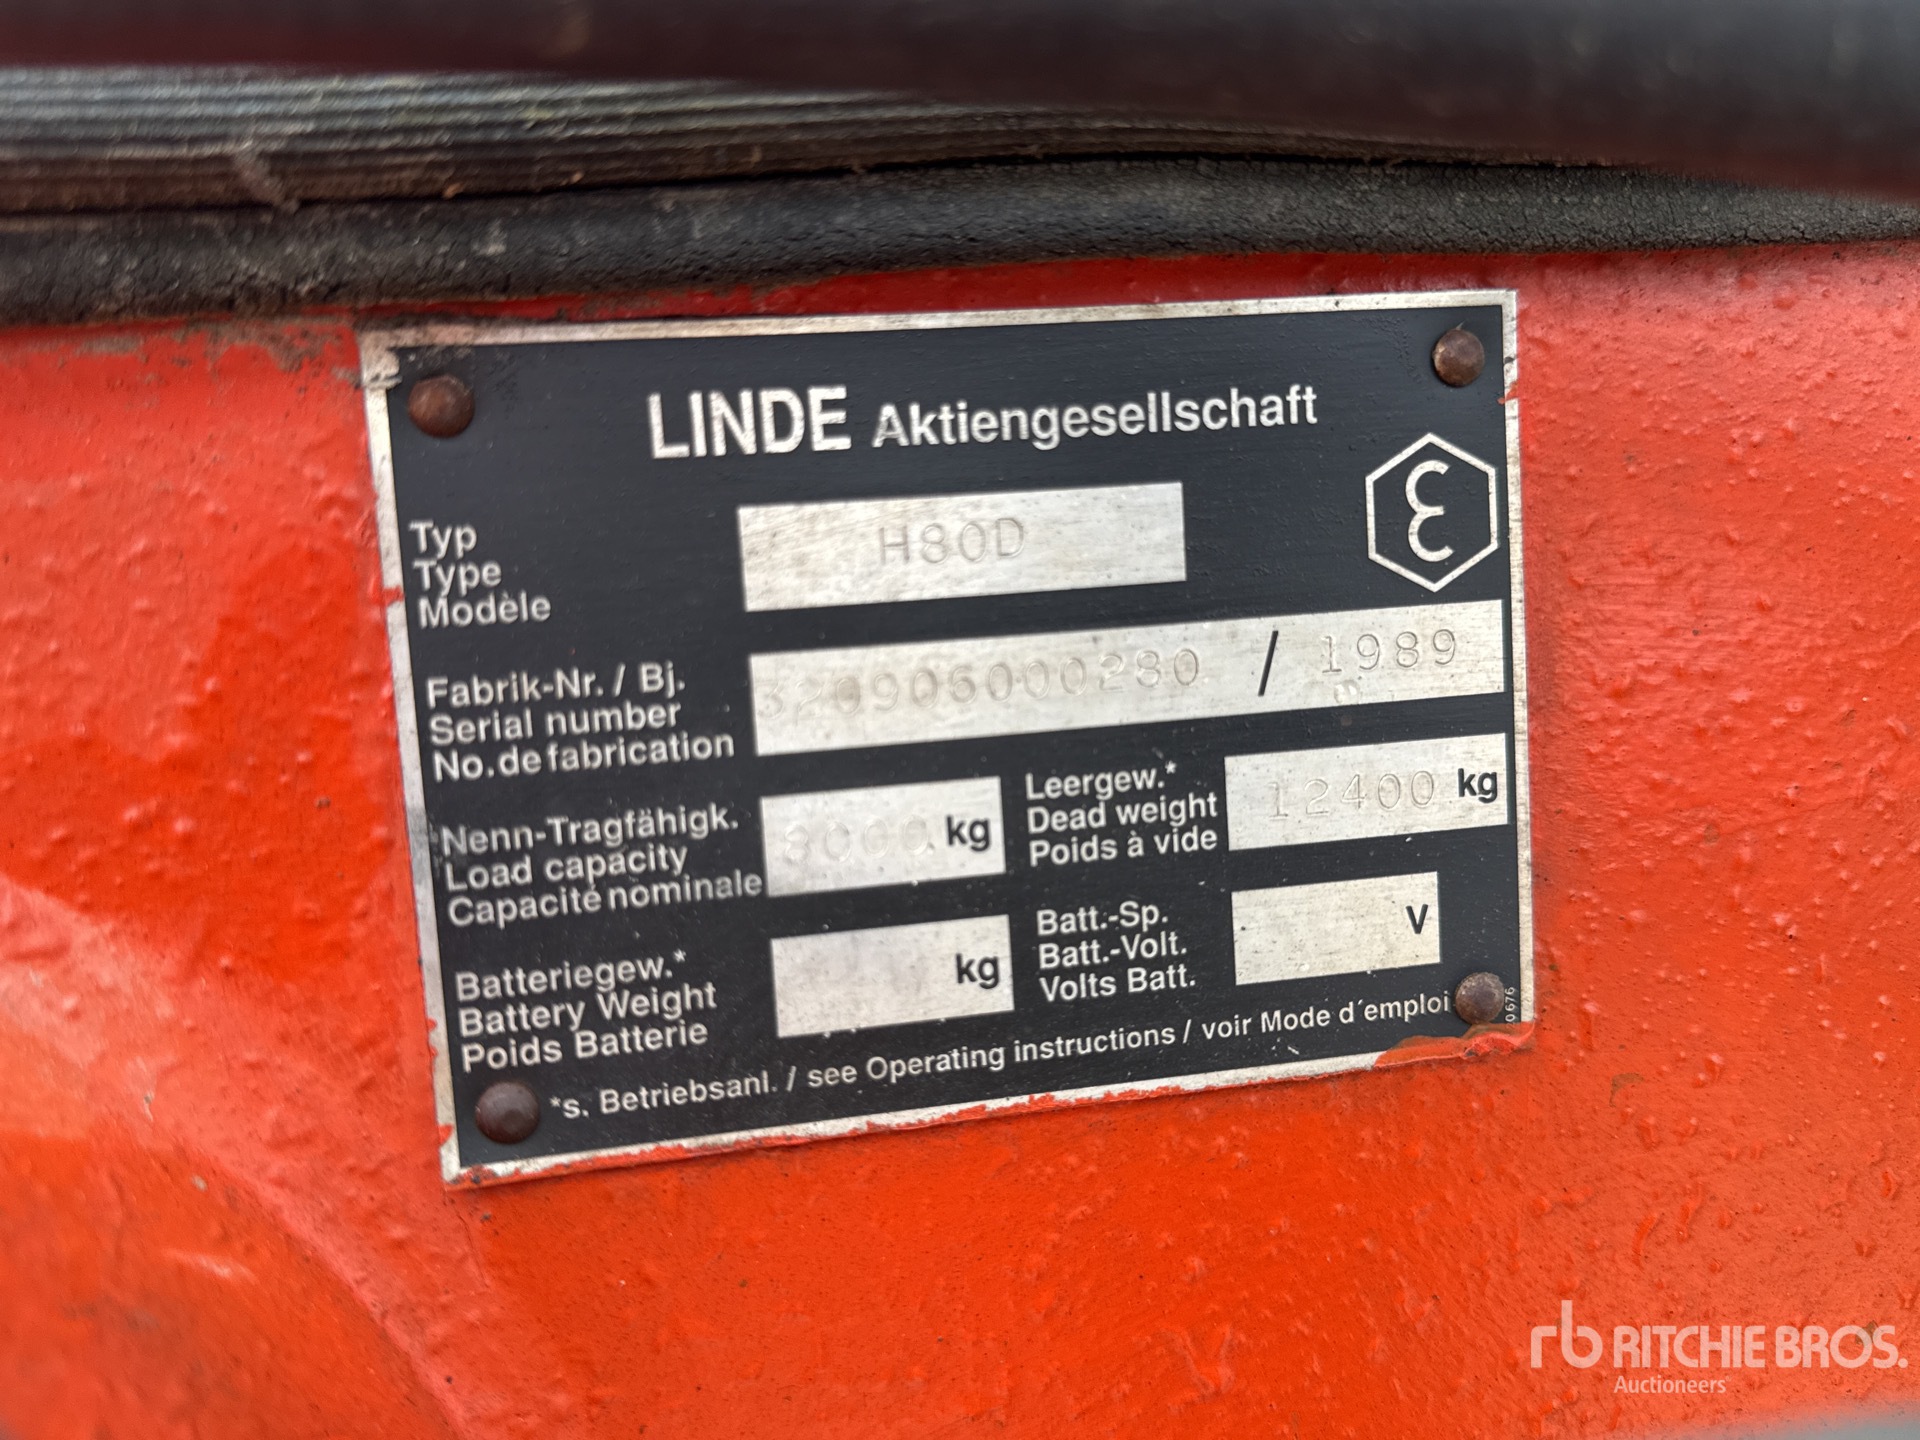 LINDE Aktiengesellschaft
Typ
Type
Modèle
H80D
Fabrik-Nr. / Bj.
Serial number
No. de fabrication
320906000280 / 1989
Nenn-Tragfähigk.
Load capacity
Capacité nominale
8000 kg
Leergew.*
Dead weight
Poids à vide
12400 kg
Batteriegew.*
Battery Weight
Poids Batterie
kg
Batt.-Sp.
Batt.-Volt.
Volts Batt.
V
*s. Betriebsanl. / see Operating instructions / voir Mode d´emploi
rb RITCHIE BROS.
Auctioneers